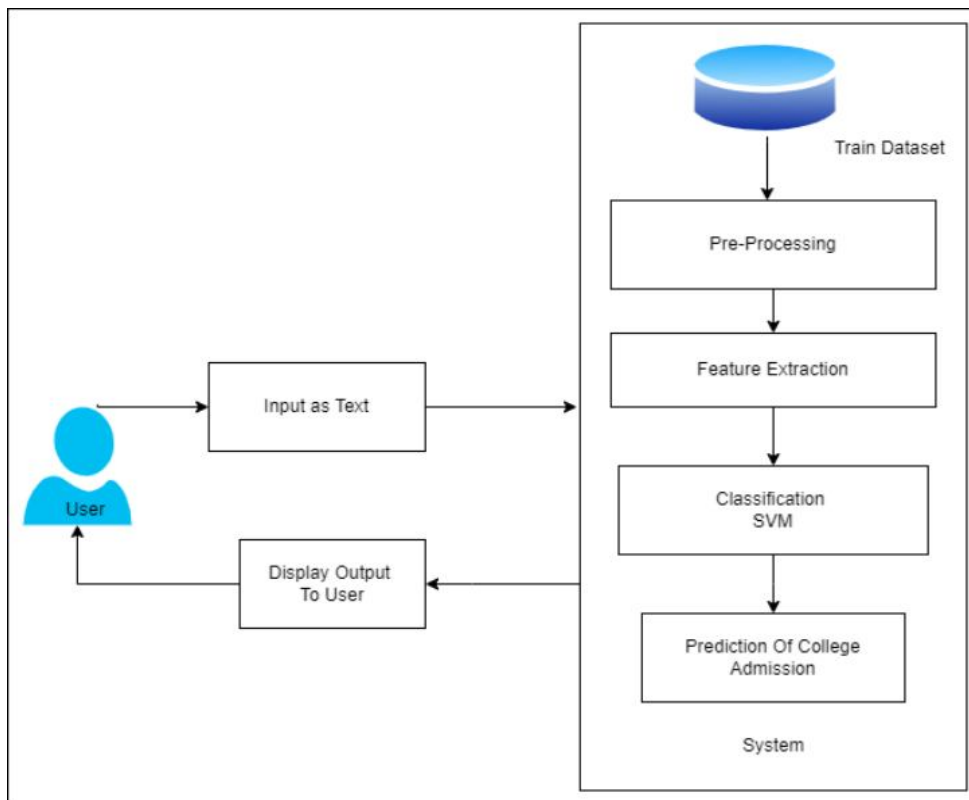 Train Dataset
Pre-Processing
Feature Extraction
Input as Text
Classification
SVM
User
Display Output
To User
Prediction Of College
Admission
System